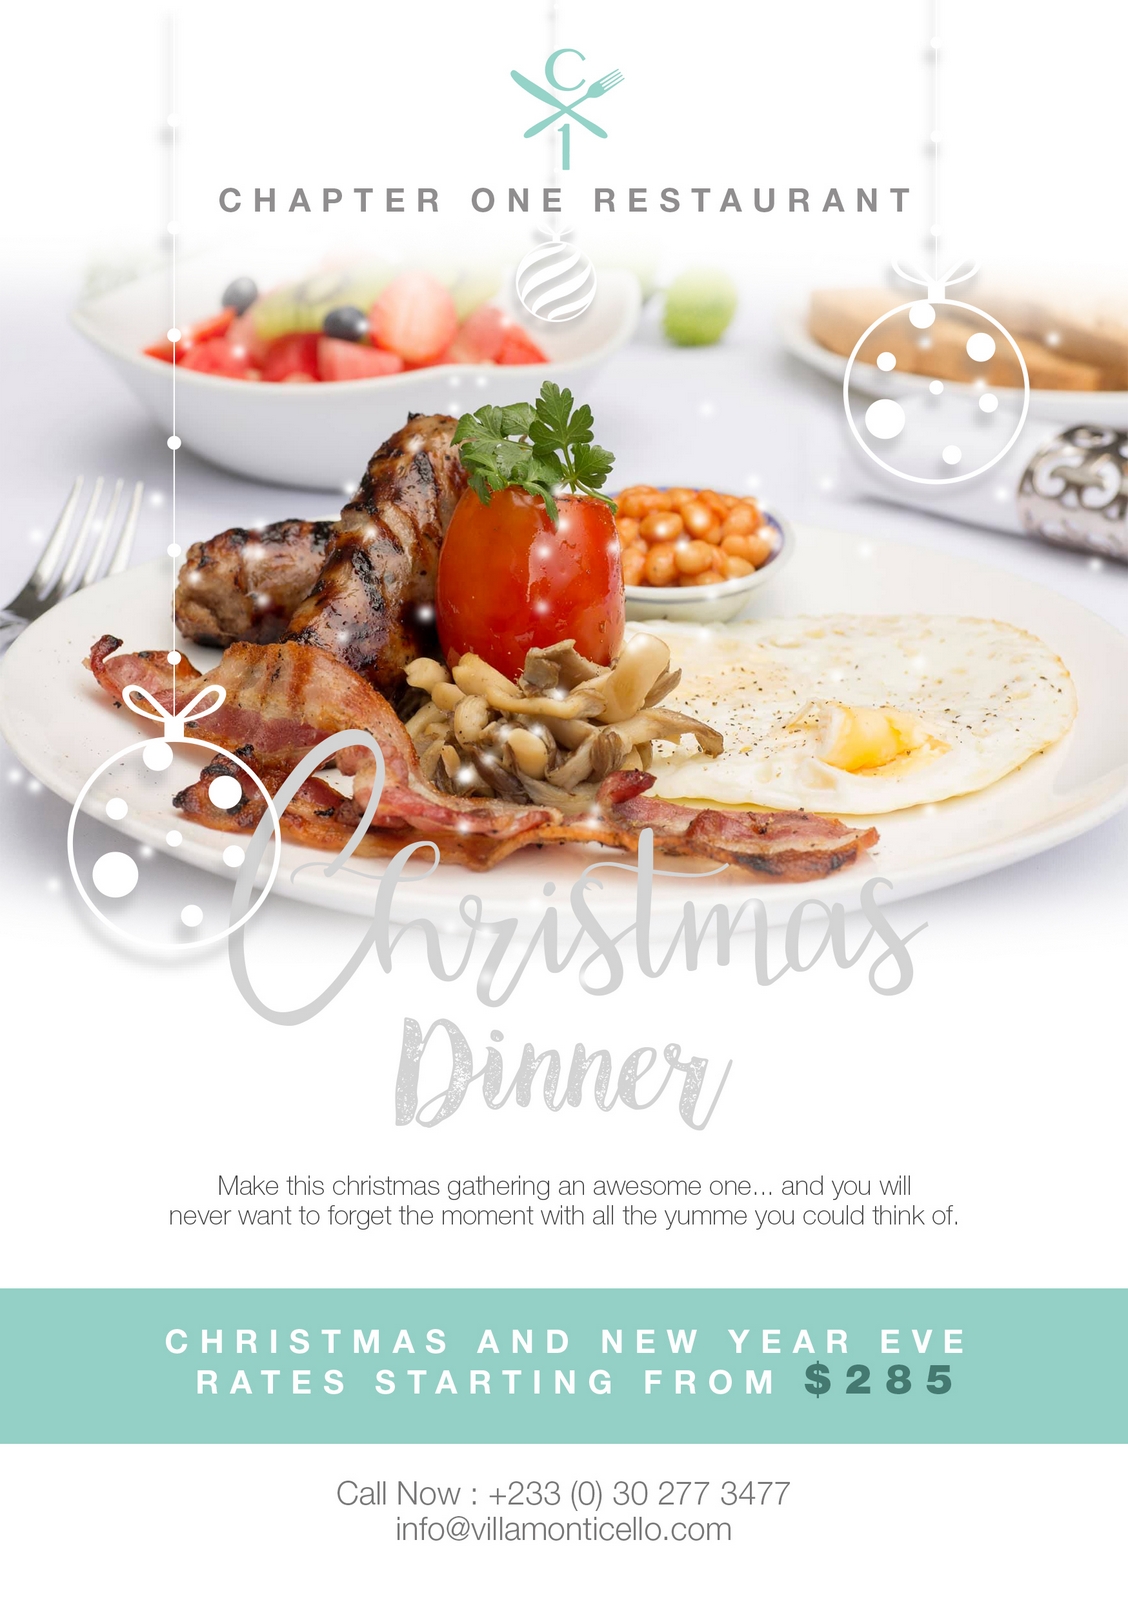 C
1
CHAPTER ONE RESTAURANT
Christmas
Dinner
Make this christmas gathering an awesome one... and you will
never want to forget the moment with all the yumme you could think of.
CHRISTMAS AND NEW YEAR EVE
RATES STARTING FROM $285
Call Now : +233 (0) 30 277 3477
info@villamonticello.com